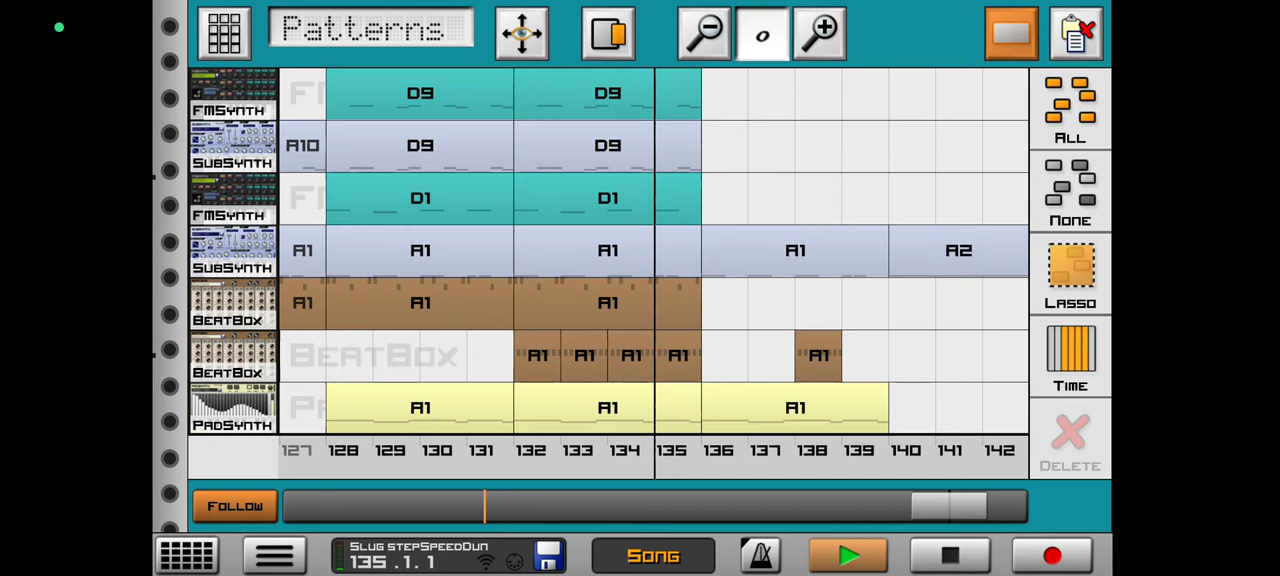 Patterns
o
FMSynth
FM
D9
D9
SubSynth
A10
D9
D9
FMSynth
FM
D1
D1
SubSynth
A1
A1
A1
A1
A2
BeatBox
A1
A1
A1
BeatBox
BeatBox
A1
A1
A1
A1
A1
PadSynth
A1
A1
A1
127 128 129 130 131 132 133 134 135 136 137 138 139 140 141 142
All
None
Lasso
Time
Delete
Follow
Slug stepSpeedDun
135 .1. 1
Song